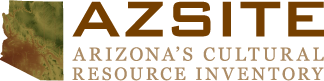 AZSITE
ARIZONA'S CULTURAL
RESOURCE INVENTORY